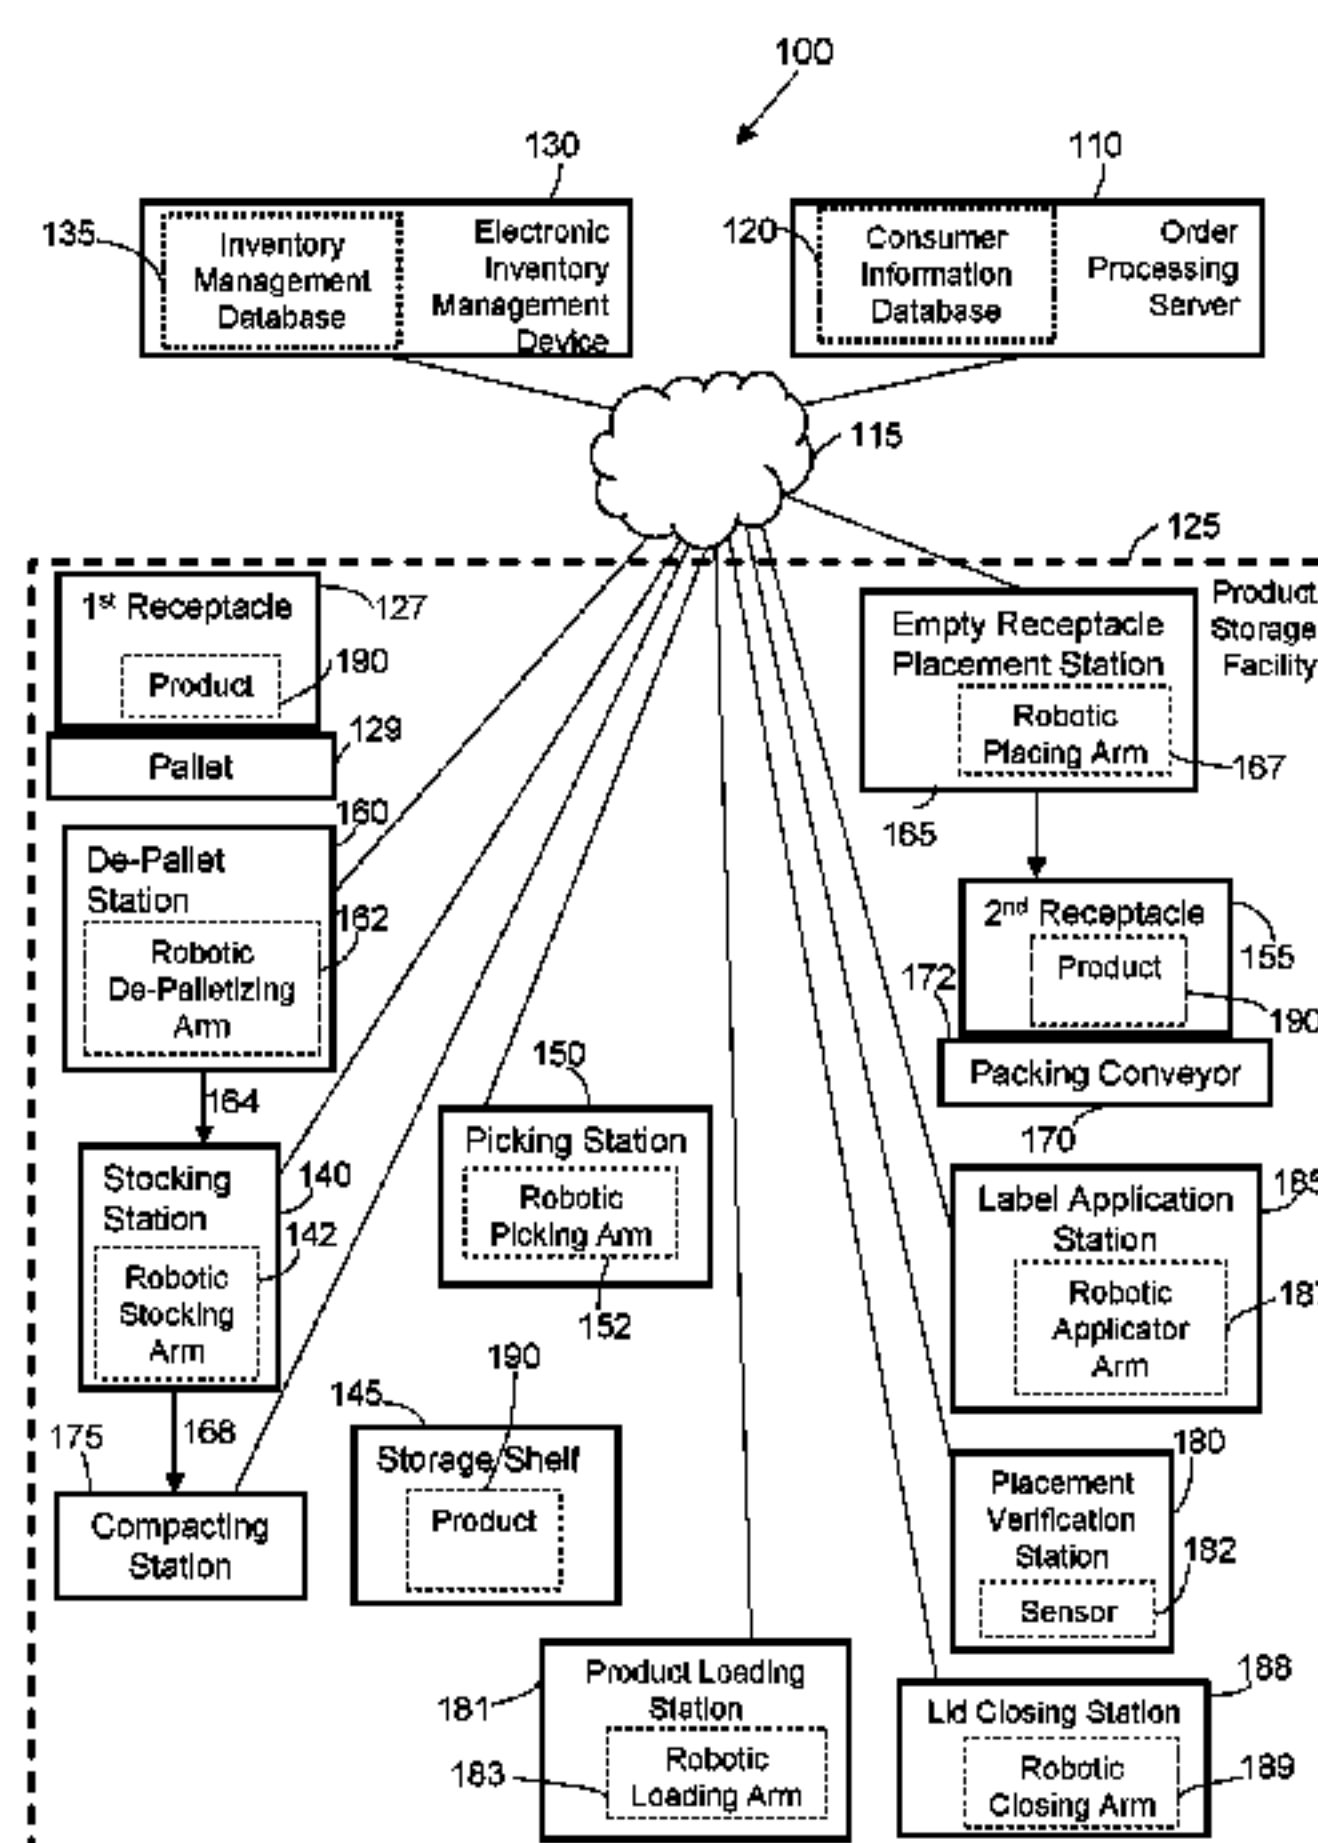 100
130
110
135
Inventory
Management
Database
Electronic
Inventory
Management
Device
120
Consumer
Information
Database
Order
Processing
Server
115
125
Product
Storage
Facility
1st Receptacle
127
Product
190
Pallet
129
160
De-Pallet
Station
162
Robotic
De-Palletizing
Arm
164
Stocking
Station
140
142
Robotic
Stocking
Arm
168
175
Compacting
Station
150
Picking Station
Robotic
Picking Arm
152
190
145
Storage Shelf
Product
Empty Receptacle
Placement Station
Robotic
Placing Arm
167
165
2nd Receptacle
155
Product
172
190
Packing Conveyor
170
Label Application
Station
185
Robotic
Applicator
Arm
187
180
Placement
Verification
Station
182
Sensor
Product Loading
Station
181
Robotic
Loading Arm
183
188
Lid Closing Station
Robotic
Closing Arm
189